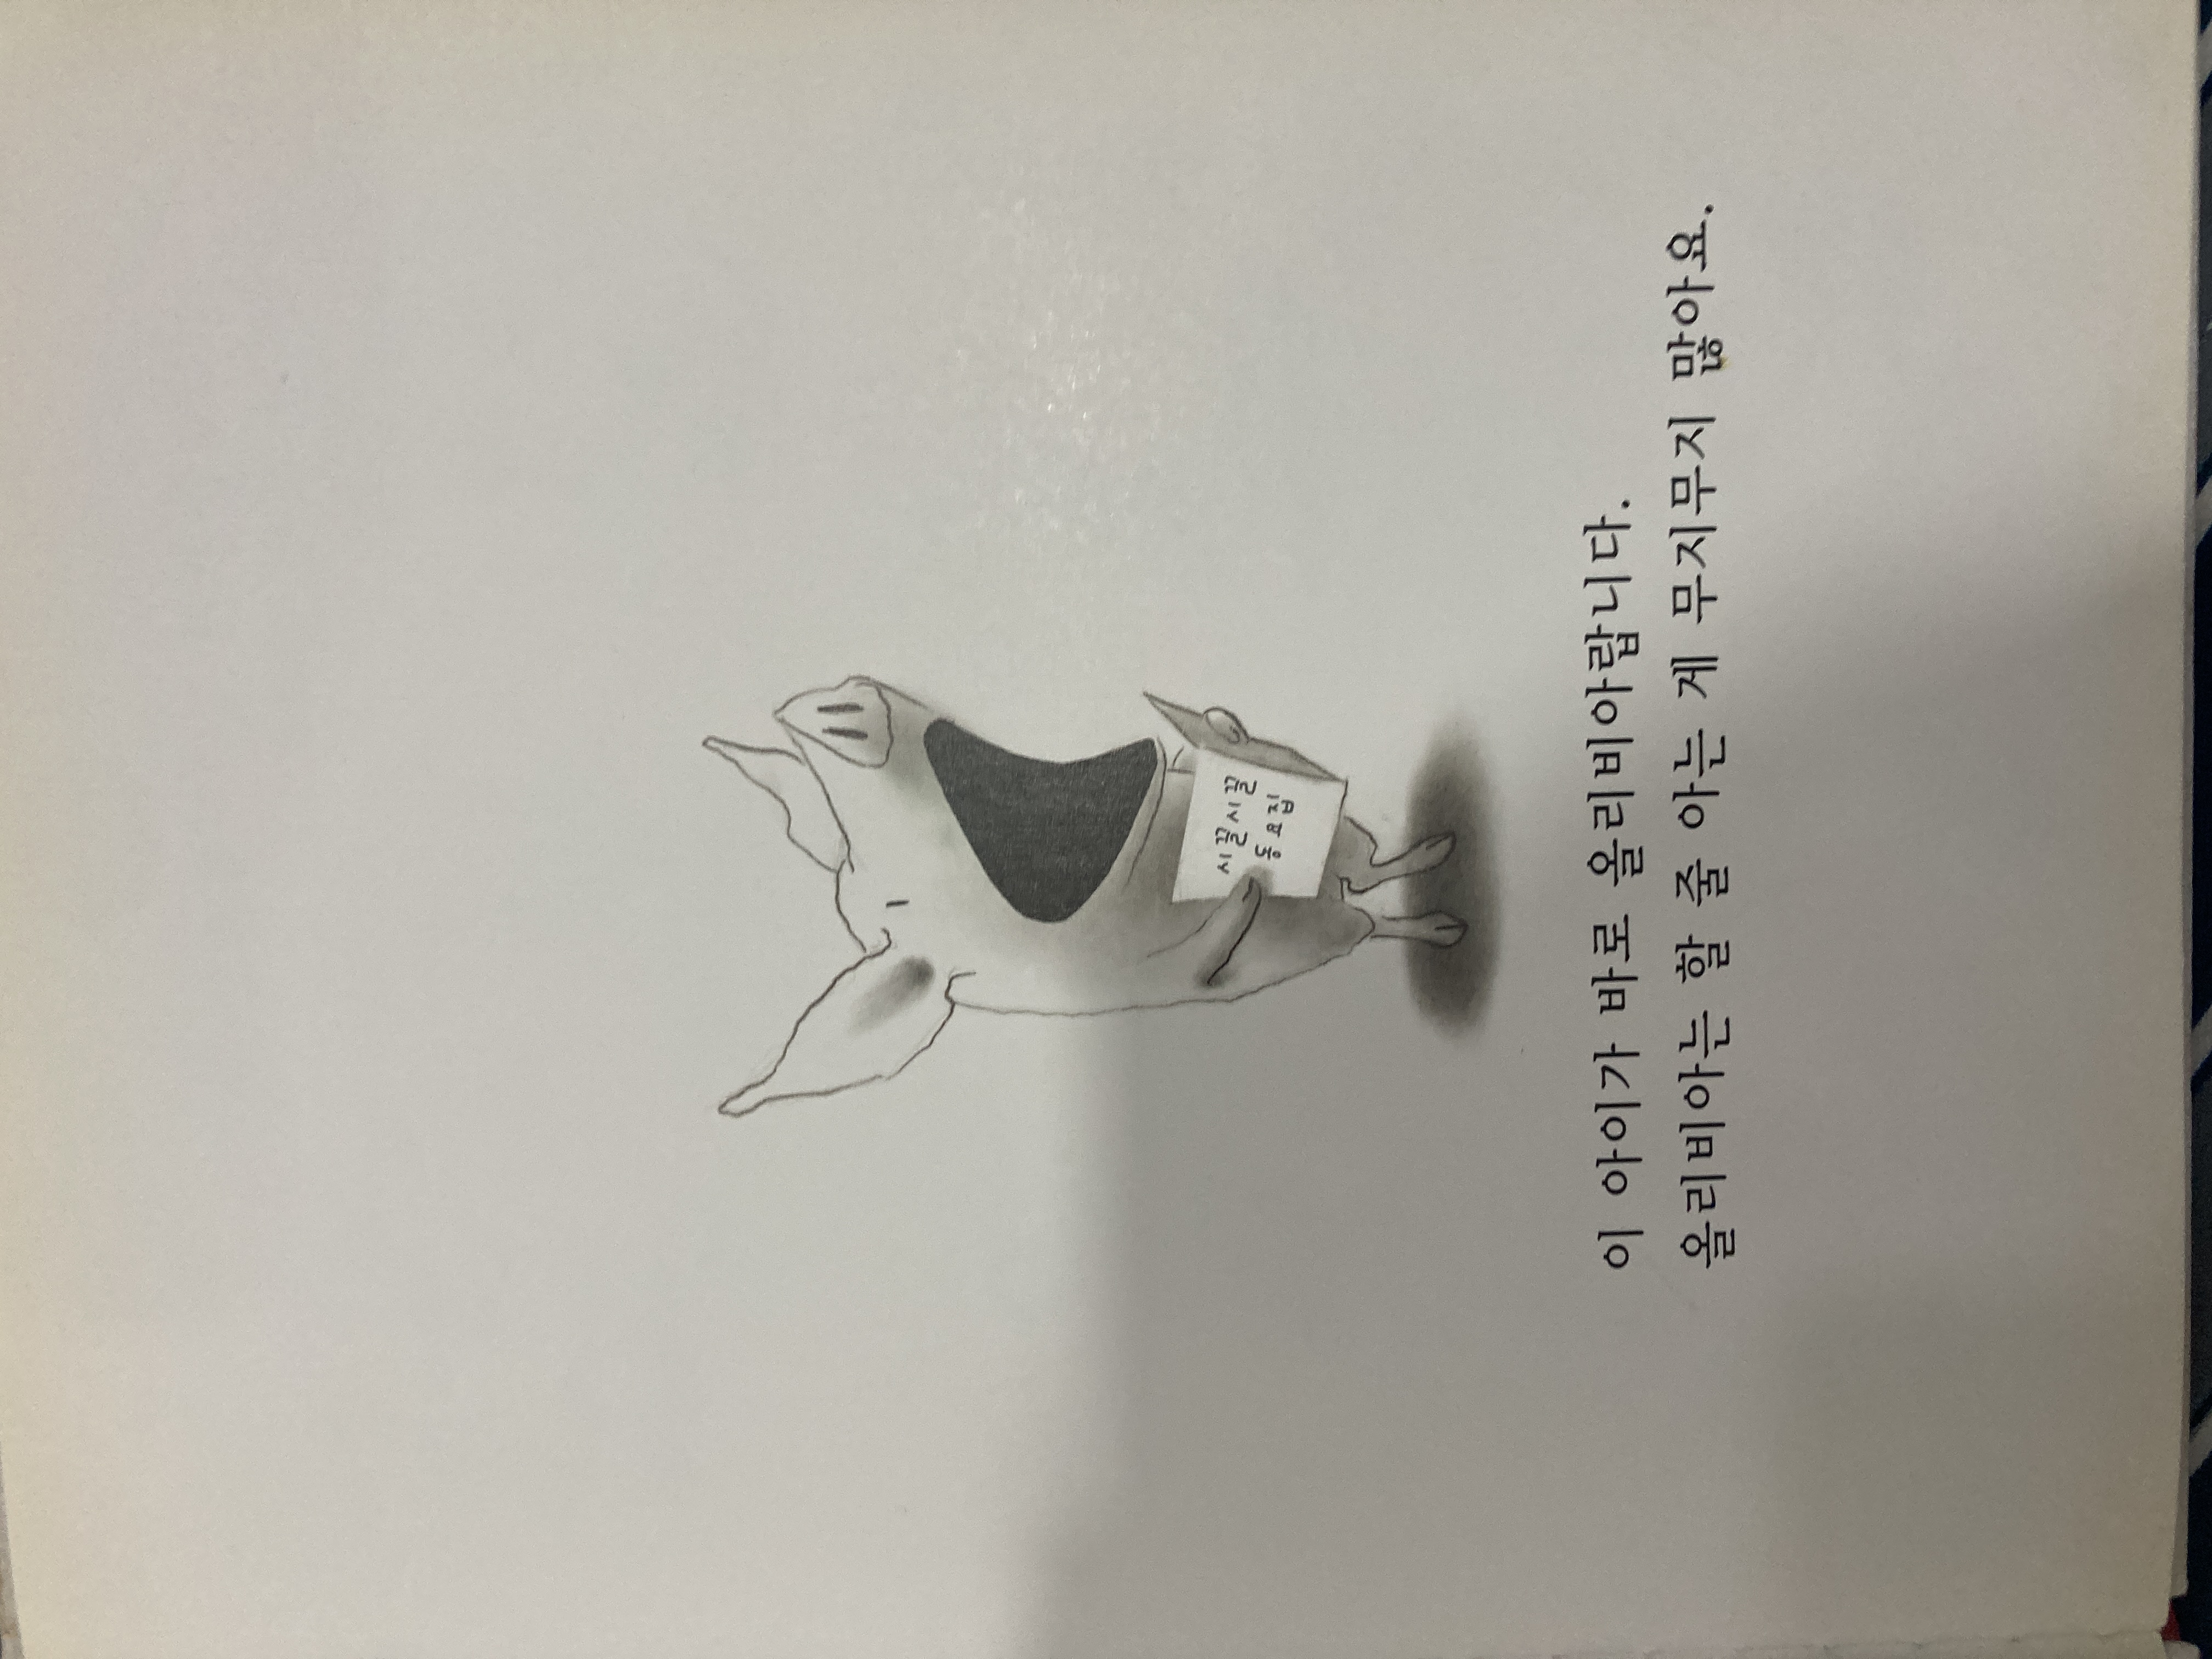 시끌시끌
동요집
이 아이가 바로 올리비아랍니다.
올리비아는 할 줄 아는 게 무지무지 많아요.